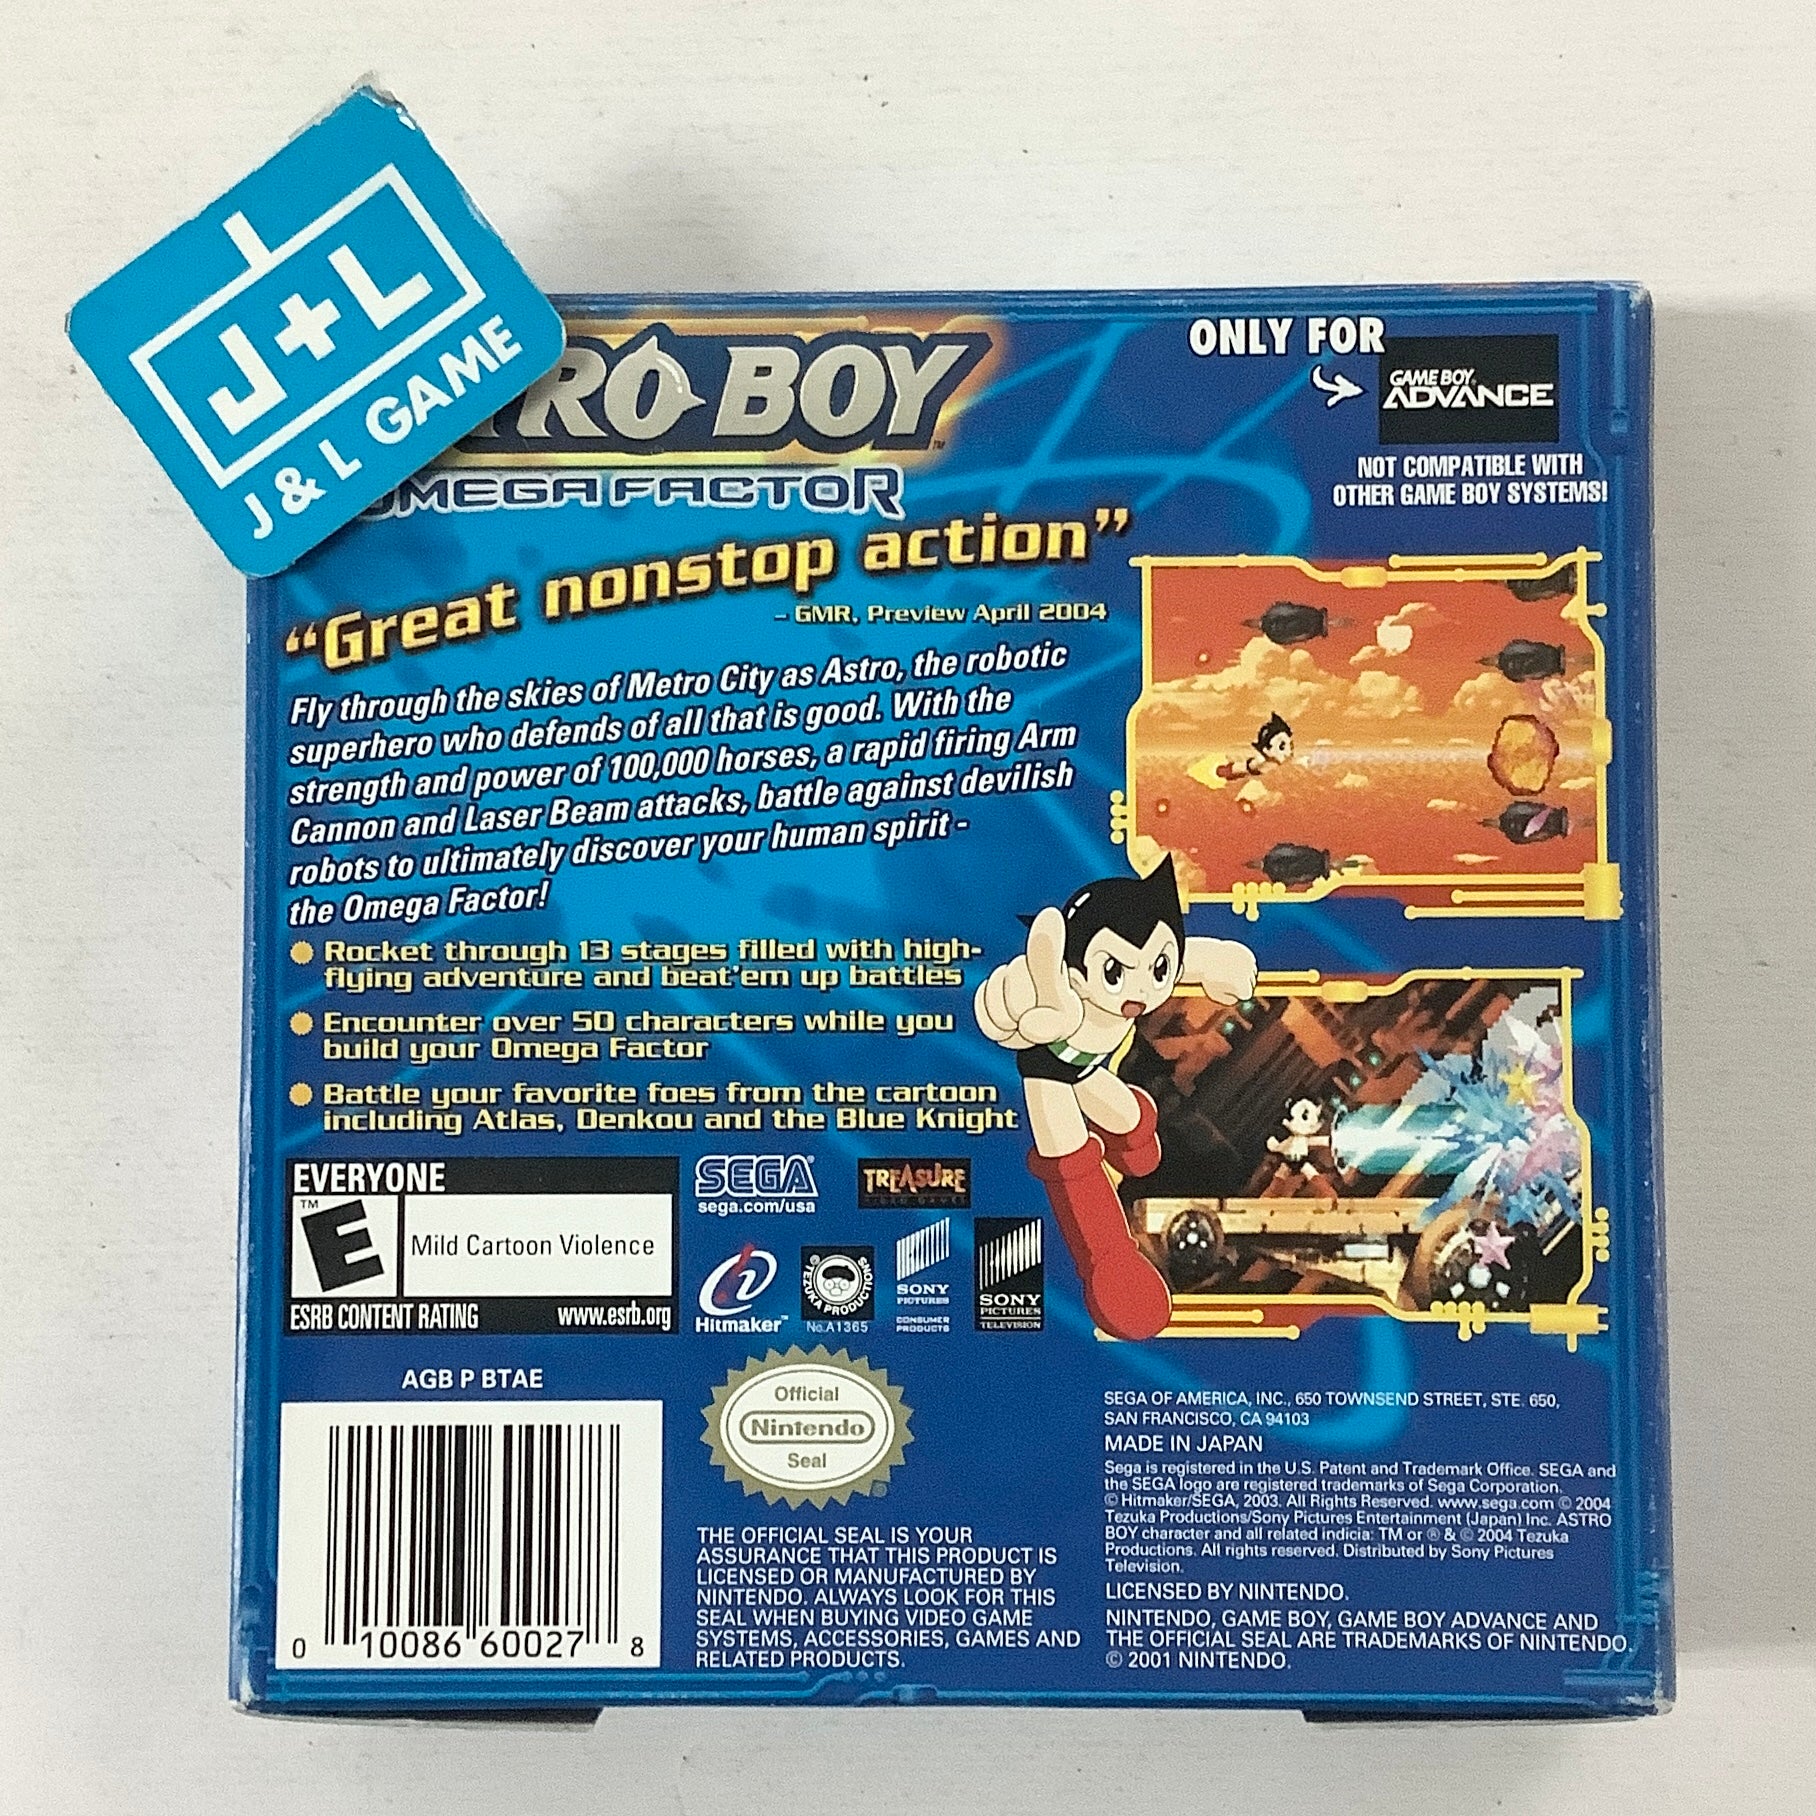 J+L
J & L GAME
TRO BOY
TM
OMEGA FACTOR
ONLY FOR
GAME BOY
ADVANCE
NOT COMPATIBLE WITH
OTHER GAME BOY SYSTEMS!
"Great nonstop action"
- GMR, Preview April 2004
Fly through the skies of Metro City as Astro, the robotic
superhero who defends of all that is good. With the
strength and power of 100,000 horses, a rapid firing Arm
Cannon and Laser Beam attacks, battle against devilish
robots to ultimately discover your human spirit -
the Omega Factor!
Rocket through 13 stages filled with high-
flying adventure and beat'em up battles
Encounter over 50 characters while you
build your Omega Factor
Battle your favorite foes from the cartoon
including Atlas, Denkou and the Blue Knight
EVERYONE
E
TM
Mild Cartoon Violence
ESRB CONTENT RATING www.esrb.org
SEGA®
sega.com/usa
TREASURE
Hitmaker™
TEZUKA PRODUCTIONS
No.A1365
SONY
PICTURES
CONSUMER
PRODUCTS
SONY
PICTURES
TELEVISION
AGB P BTAE
0 10086 60027 8
Official
Nintendo
Seal
®
THE OFFICIAL SEAL IS YOUR
ASSURANCE THAT THIS PRODUCT IS
LICENSED OR MANUFACTURED BY
NINTENDO. ALWAYS LOOK FOR THIS
SEAL WHEN BUYING VIDEO GAME
SYSTEMS, ACCESSORIES, GAMES AND
RELATED PRODUCTS.
SEGA OF AMERICA, INC., 650 TOWNSEND STREET, STE. 650,
SAN FRANCISCO, CA 94103
MADE IN JAPAN
Sega is registered in the U.S. Patent and Trademark Office. SEGA and
the SEGA logo are registered trademarks of Sega Corporation.
© Hitmaker/SEGA, 2003. All Rights Reserved. www.sega.com © 2004
Tezuka Productions/Sony Pictures Entertainment (Japan) Inc. ASTRO
BOY character and all related indicia: TM or ® & © 2004 Tezuka
Productions. All rights reserved. Distributed by Sony Pictures
Television.
LICENSED BY NINTENDO.
NINTENDO, GAME BOY, GAME BOY ADVANCE AND
THE OFFICIAL SEAL ARE TRADEMARKS OF NINTENDO.
© 2001 NINTENDO.